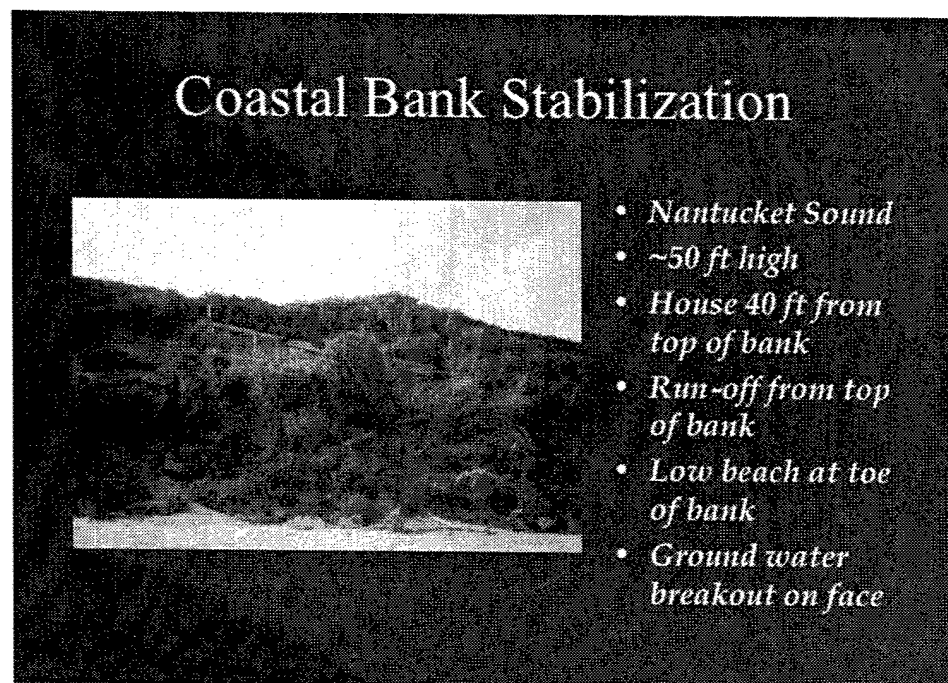 Coastal Bank Stabilization
• Nantucket Sound
• ~50 ft high
• House 40 ft from
top of bank
• Run-off from top
of bank
• Low beach at toe
of bank
• Ground water
breakout on face